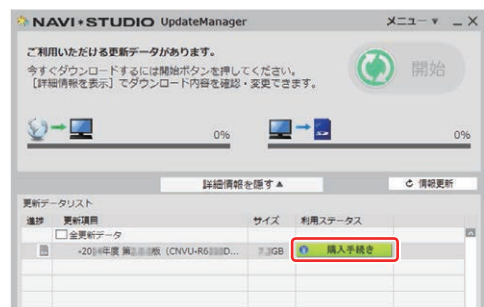 NAVI*STUDIO UpdateManager メニュー ▼ _ X
ご利用いただける更新データがあります。
今すぐダウンロードするには開始ボタンを押してください。
[詳細情報を表示]でダウンロード内容を確認・変更できます。
開始
0% 0%
詳細情報を隠す▲ 情報更新
更新データリスト
進捗 更新項目 サイズ 利用ステータス
全更新データ
-20 年度 第 版 (CNVU-R6 D... GB 購入手続き